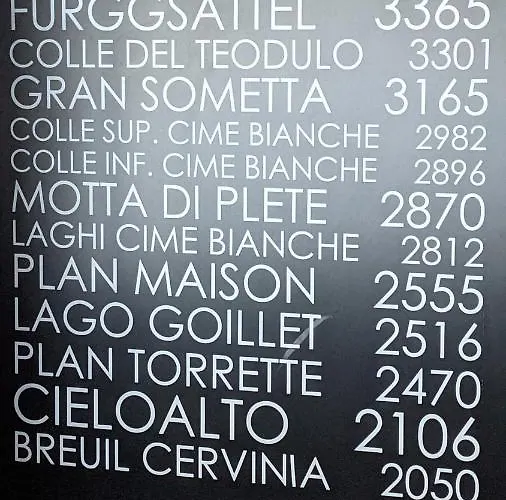 FURGGSATTEL 3365
COLLE DEL TEODULO 3301
GRAN SOMETTA 3165
COLLE SUP. CIME BIANCHE 2982
COLLE INF. CIME BIANCHE 2896
MOTTA DI PLETE 2870
LAGHI CIME BIANCHE 2812
PLAN MAISON 2555
LAGO GOILLET 2516
PLAN TORRETTE 2470
CIELOALTO 2106
BREUIL CERVINIA 2050